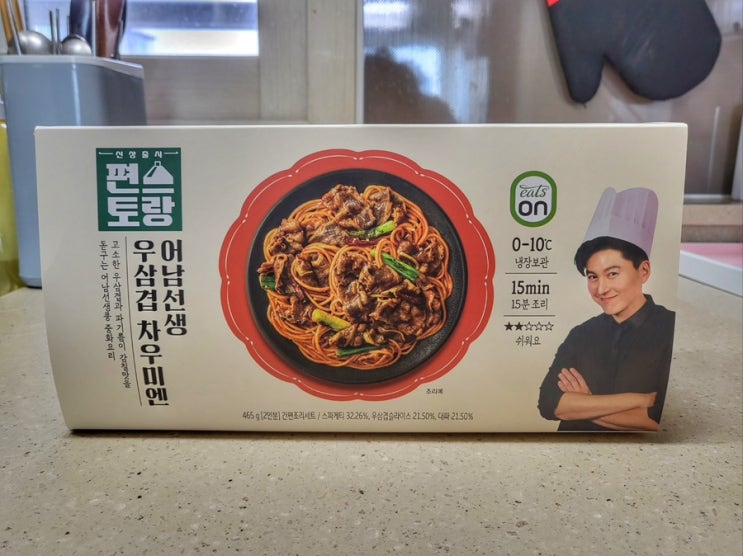 신상출시
편스
토랑
어남선생
우삼겹 차우미엔
고소한 우삼겹과 파기름이 감칠맛을
돋구는 어남선생풍 중화요리
조리예
465 g [2인분] 간편조리세트 / 스파게티 32.26%, 우삼겹슬라이스 21.50%, 대파 21.50%
eats
on
0-10℃
냉장보관
15min
15분 조리
★★☆☆☆
쉬워요